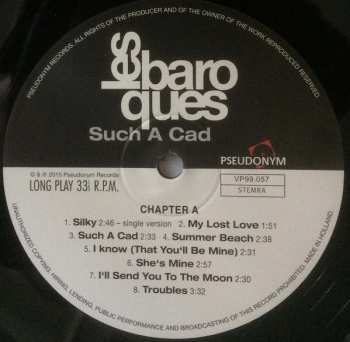 PSEUDONYM RECORDS. ALL RIGHTS OF THE PRODUCER AND OF THE OWNER OF THE WORK REPRODUCED RESERVED.
les
baro
ques
Such A Cad
℗ & © 2015 Pseudonym Records
LONG PLAY 33⅓ R.P.M.
PSEUDONYM
VP99.057
STEMRA
CHAPTER A
1. Silky 2:46 – single version 2. My Lost Love 1:51
3. Such A Cad 2:33 4. Summer Beach 2:38
5. I know (That You'll Be Mine) 2:31
6. She's Mine 2:57
7. I'll Send You To The Moon 2:30
8. Troubles 3:32
UNAUTHORIZED COPYING, HIRING, LENDING, PUBLIC PERFORMANCE AND BROADCASTING OF THIS RECORD PROHIBITED. MADE IN HOLLAND